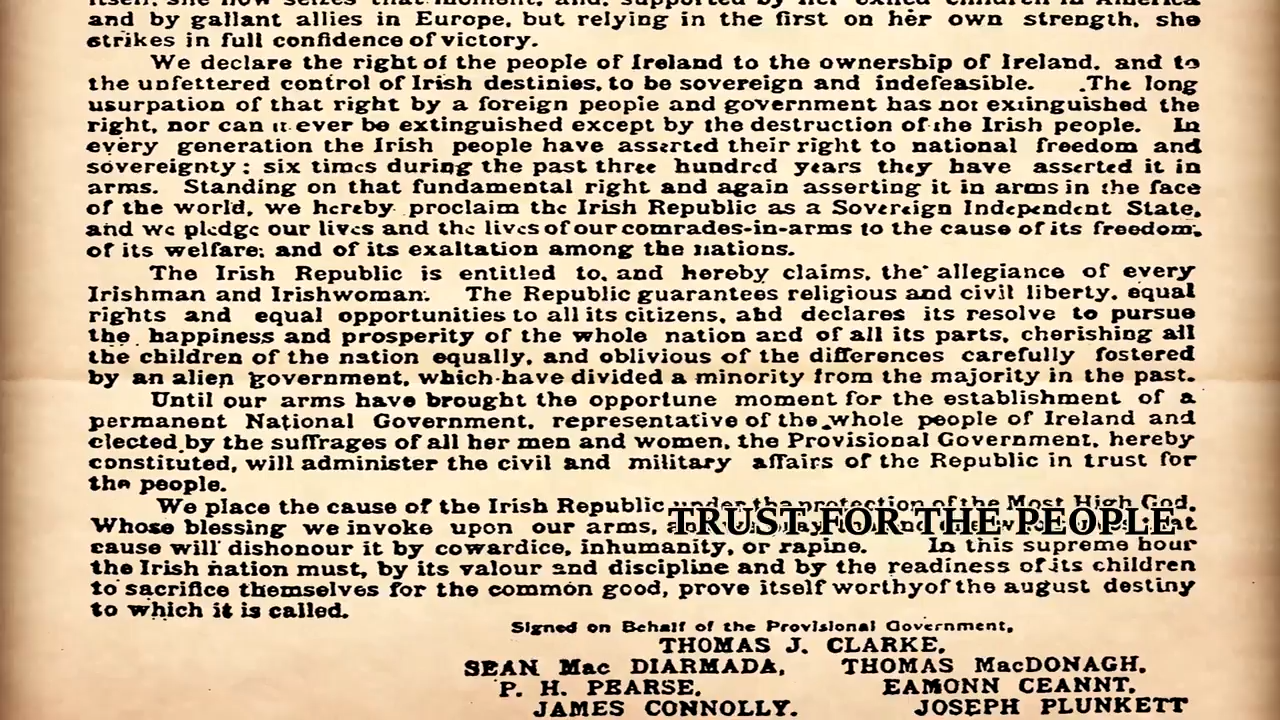 itself, she now seizes that moment, and, supported by her exiled children in America
and by gallant allies in Europe, but relying in the first on her own strength, she
strikes in full confidence of victory.
We declare the right of the people of Ireland to the ownership of Ireland, and to
the unfettered control of Irish destinies, to be sovereign and indefeasible. The long
usurpation of that right by a foreign people and government has not extinguished the
right, nor can it ever be extinguished except by the destruction of the Irish people. In
every generation the Irish people have asserted their right to national freedom and
sovereignty; six times during the past three hundred years they have asserted it in
arms. Standing on that fundamental right and again asserting it in arms in the face
of the world, we hereby proclaim the Irish Republic as a Sovereign Independent State,
and we pledge our lives and the lives of our comrades-in-arms to the cause of its freedom,
of its welfare, and of its exaltation among the nations.
The Irish Republic is entitled to, and hereby claims, the allegiance of every
Irishman and Irishwoman. The Republic guarantees religious and civil liberty, equal
rights and equal opportunities to all its citizens, and declares its resolve to pursue
the happiness and prosperity of the whole nation and of all its parts, cherishing all
the children of the nation equally, and oblivious of the differences carefully fostered
by an alien government, which have divided a minority from the majority in the past.
Until our arms have brought the opportune moment for the establishment of a
permanent National Government, representative of the whole people of Ireland and
elected by the suffrages of all her men and women, the Provisional Government, hereby
constituted, will administer the civil and military affairs of the Republic in trust for
the people.
We place the cause of the Irish Republic under the protection of the Most High God,
Whose blessing we invoke upon our arms,
TRUST FOR THE PEOPLE
cause will dishonour it by cowardice, inhumanity, or rapine. In this supreme hour
the Irish nation must, by its valour and discipline and by the readiness of its children
to sacrifice themselves for the common good, prove itself worthy of the august destiny
to which it is called.
Signed on Behalf of the Provisional Government,
THOMAS J. CLARKE,
SEAN Mac DIARMADA, THOMAS MacDONAGH,
P. H. PEARSE, EAMONN CEANNT,
JAMES CONNOLLY. JOSEPH PLUNKETT